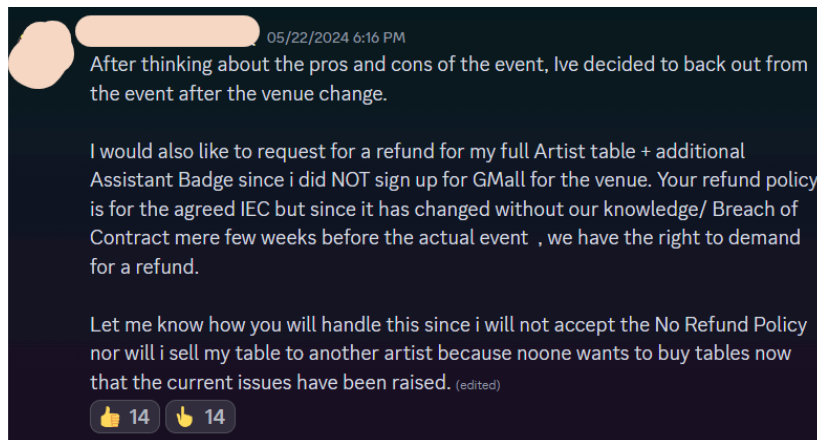 05/22/2024 6:16 PM
After thinking about the pros and cons of the event, Ive decided to back out from
the event after the venue change.
I would also like to request for a refund for my full Artist table + additional
Assistant Badge since i did NOT sign up for GMall for the venue. Your refund policy
is for the agreed IEC but since it has changed without our knowledge/ Breach of
Contract mere few weeks before the actual event , we have the right to demand
for a refund.
Let me know how you will handle this since i will not accept the No Refund Policy
nor will i sell my table to another artist because noone wants to buy tables now
that the current issues have been raised. (edited)
14 14